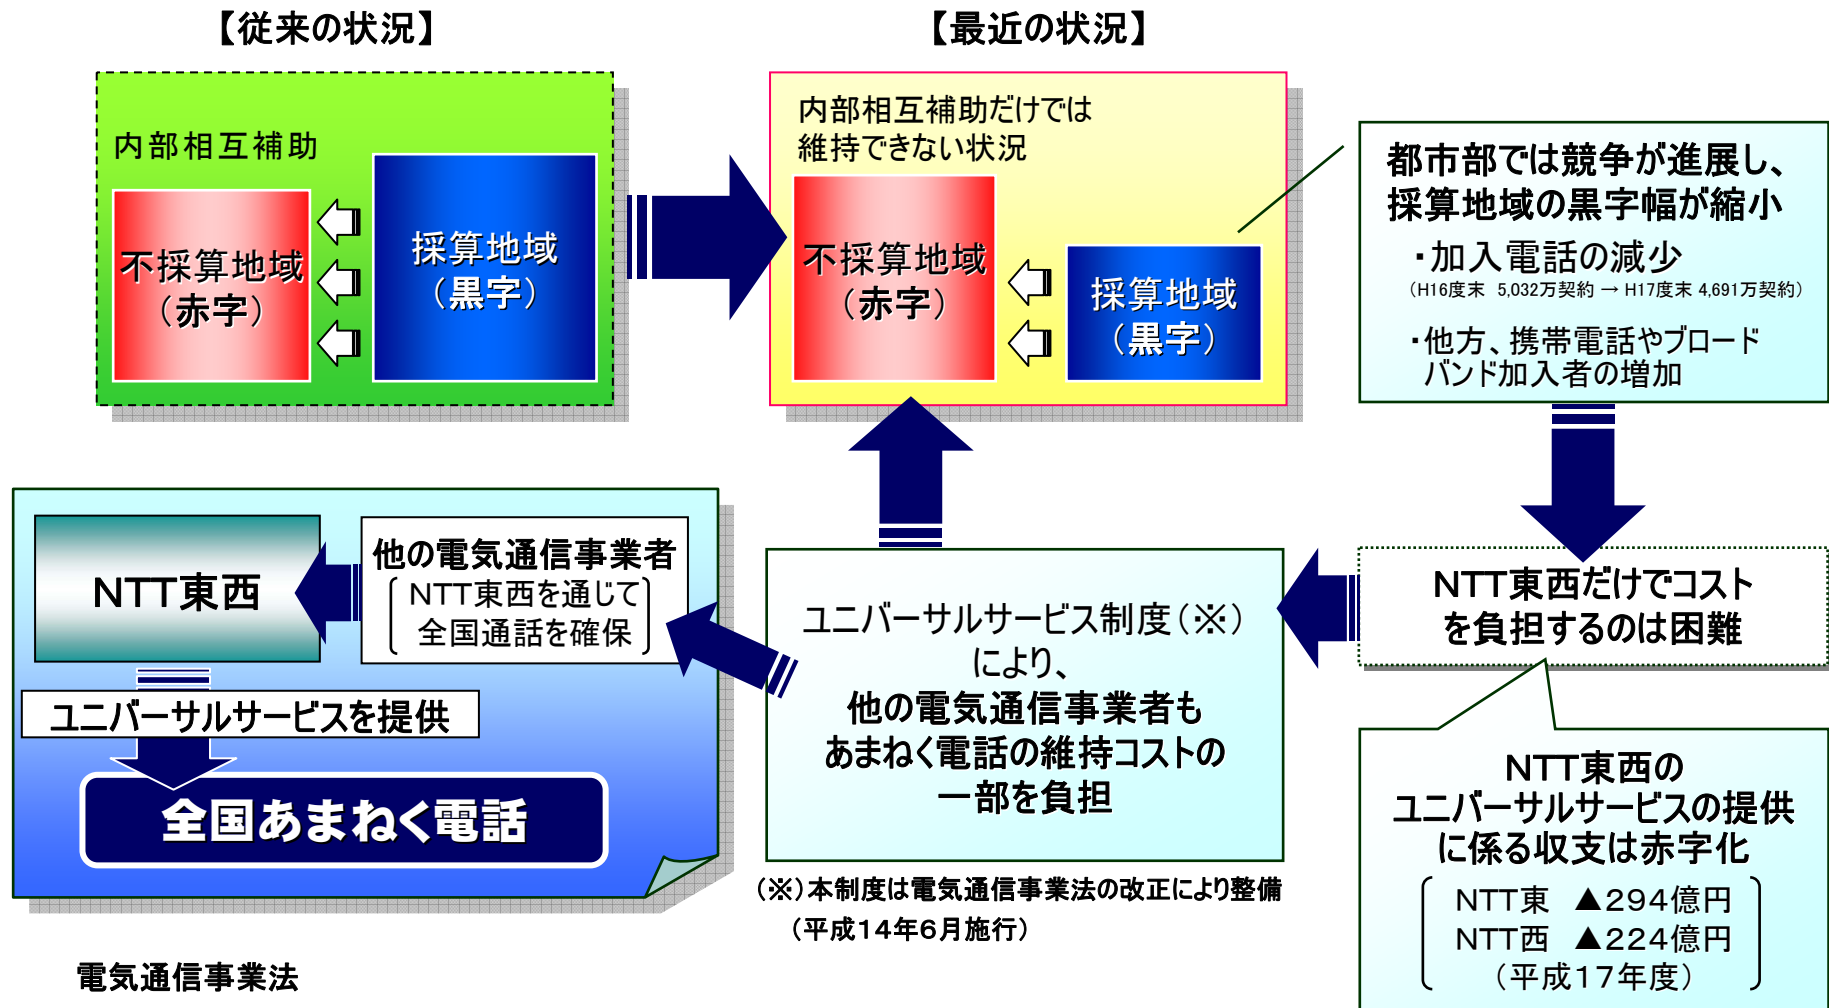 【従来の状況】
内部相互補助
不採算地域
（赤字）
採算地域
（黒字）
【最近の状況】
内部相互補助だけでは
維持できない状況
不採算地域
（赤字）
採算地域
（黒字）
都市部では競争が進展し、
採算地域の黒字幅が縮小
・加入電話の減少
（H16度末 5,032万契約 → H17度末 4,691万契約）
・他方、携帯電話やブロード
バンド加入者の増加
NTT東西だけでコスト
を負担するのは困難
NTT東西の
ユニバーサルサービスの提供
に係る収支は赤字化
NTT東 ▲294億円
NTT西 ▲224億円
（平成17年度）
ユニバーサルサービス制度（※）
により、
他の電気通信事業者も
あまねく電話の維持コストの
一部を負担
（※）本制度は電気通信事業法の改正により整備
（平成14年6月施行）
NTT東西
他の電気通信事業者
NTT東西を通じて
全国通話を確保
ユニバーサルサービスを提供
全国あまねく電話
電気通信事業法